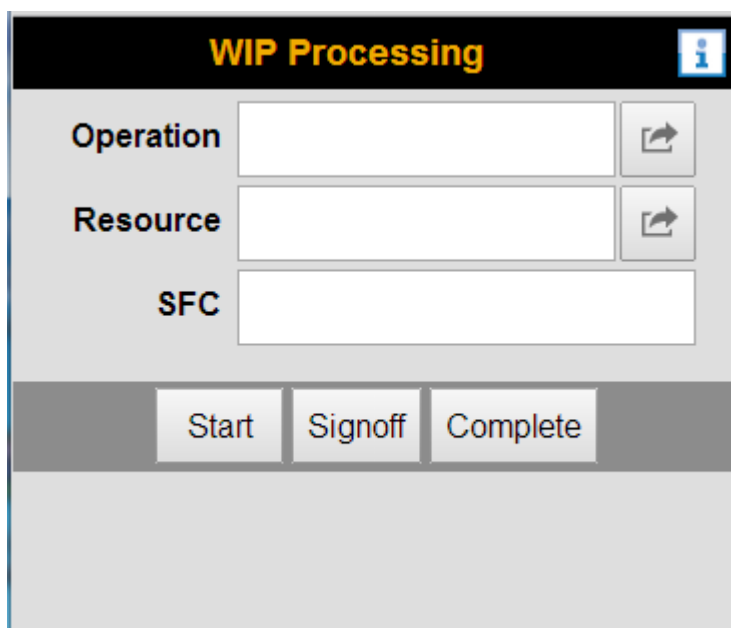 WIP Processing
Operation
Resource
SFC
Start Signoff Complete